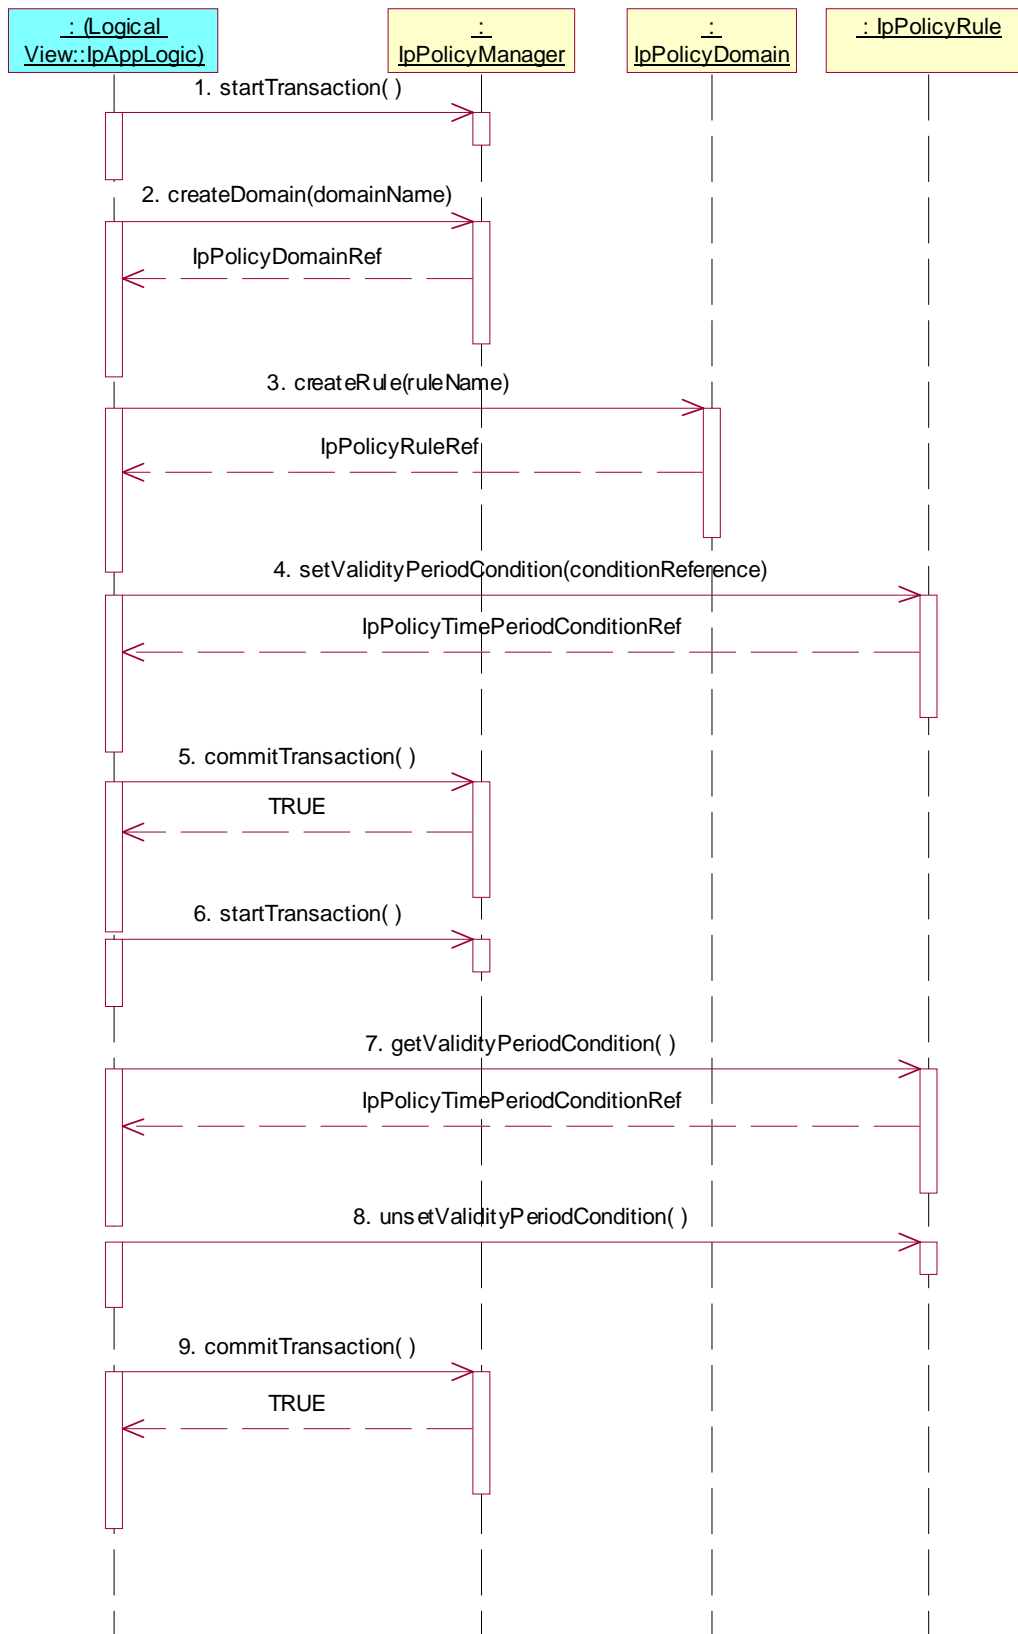 : (Logical
View::IpAppLogic)
:
IpPolicyManager
:
IpPolicyDomain
: IpPolicyRule
1. startTransaction( )
2. createDomain(domainName)
IpPolicyDomainRef
3. createRule(ruleName)
IpPolicyRuleRef
4. setValidityPeriodCondition(conditionReference)
IpPolicyTimePeriodConditionRef
5. commitTransaction( )
TRUE
6. startTransaction( )
7. getValidityPeriodCondition( )
IpPolicyTimePeriodConditionRef
8. unsetValidityPeriodCondition( )
9. commitTransaction( )
TRUE